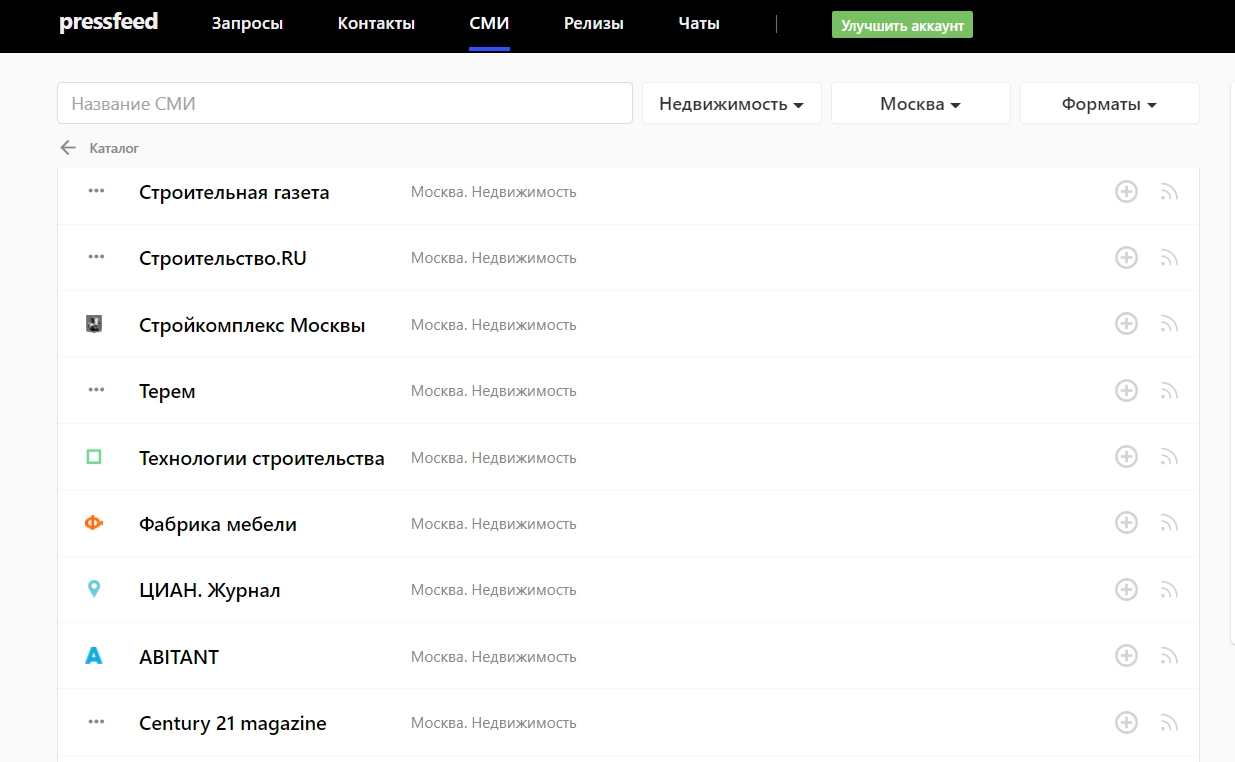 pressfeed Запросы Контакты СМИ Релизы Чаты Улучшить аккаунт
Название СМИ Недвижимость Москва Форматы
Каталог
Строительная газета Москва. Недвижимость
Строительство.RU Москва. Недвижимость
Стройкомплекс Москвы Москва. Недвижимость
Терем Москва. Недвижимость
Технологии строительства Москва. Недвижимость
Фабрика мебели Москва. Недвижимость
ЦИАН. Журнал Москва. Недвижимость
ABITANT Москва. Недвижимость
Century 21 magazine Москва. Недвижимость